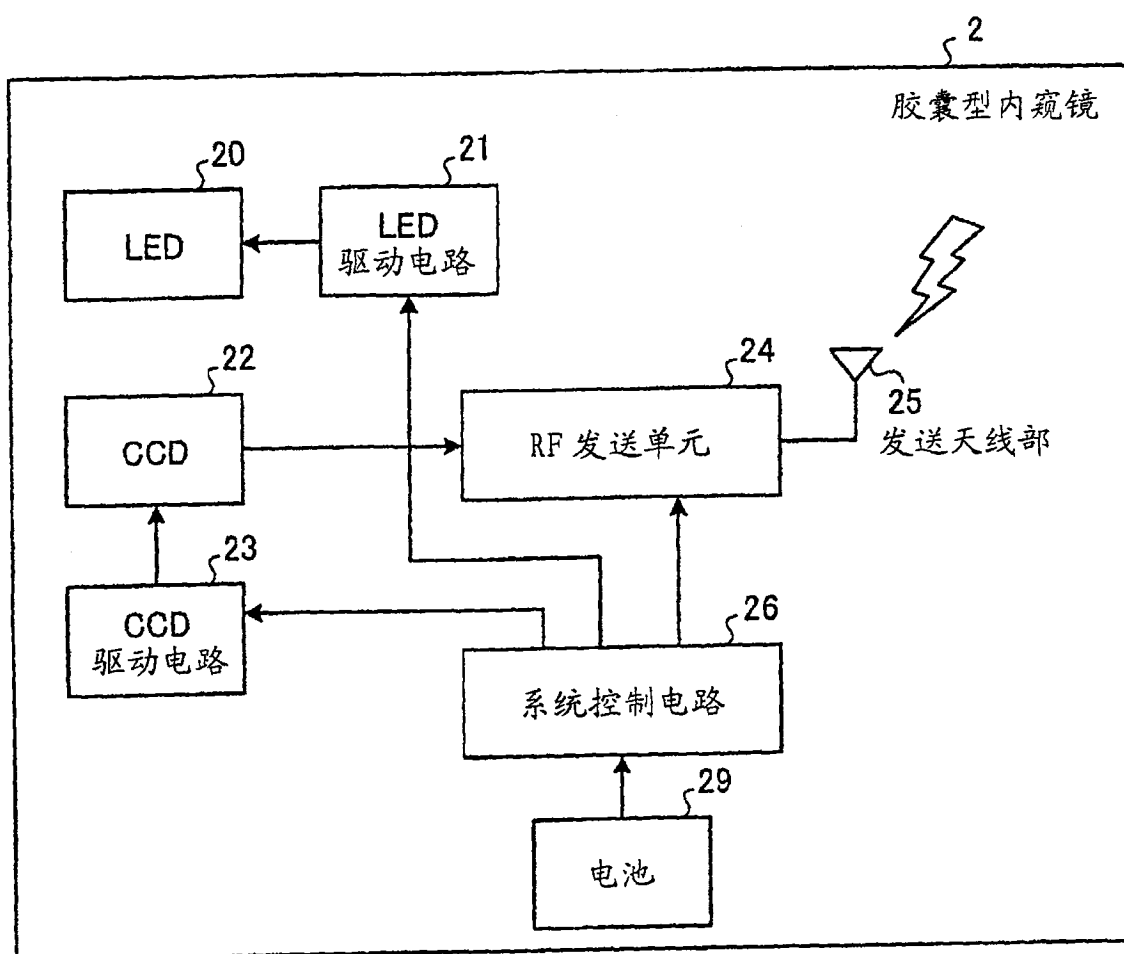 2
胶囊型内窥镜
20
LED
21
LED
驱动电路
22
CCD
24
RF 发送单元
25
发送天线部
23
CCD
驱动电路
26
系统控制电路
29
电池